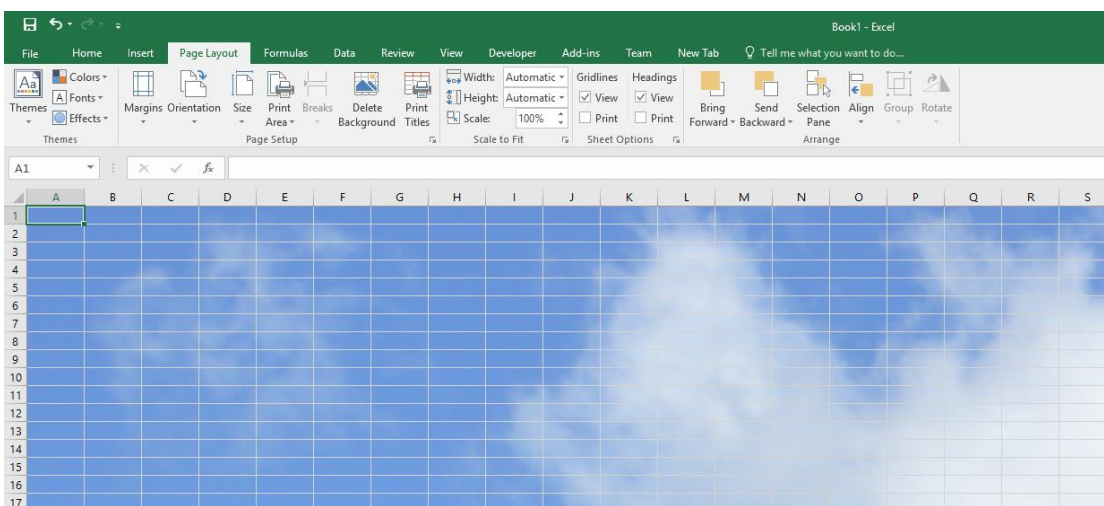 Book1 - Excel
File Home Insert Page Layout Formulas Data Review View Developer Add-ins Team New Tab Tell me what you want to do...
Aa Colors Width: Automatic Gridlines Headings
A Fonts Height: Automatic View View
Themes Effects Margins Orientation Size Print Area Breaks Delete Background Print Titles Scale: 100% Print Print Bring Forward Send Backward Selection Pane Align Group Rotate
Themes Page Setup Scale to Fit Sheet Options Arrange
A1 fx
A B C D E F G H I J K L M N O P Q R S
1
2
3
4
5
6
7
8
9
10
11
12
13
14
15
16
17